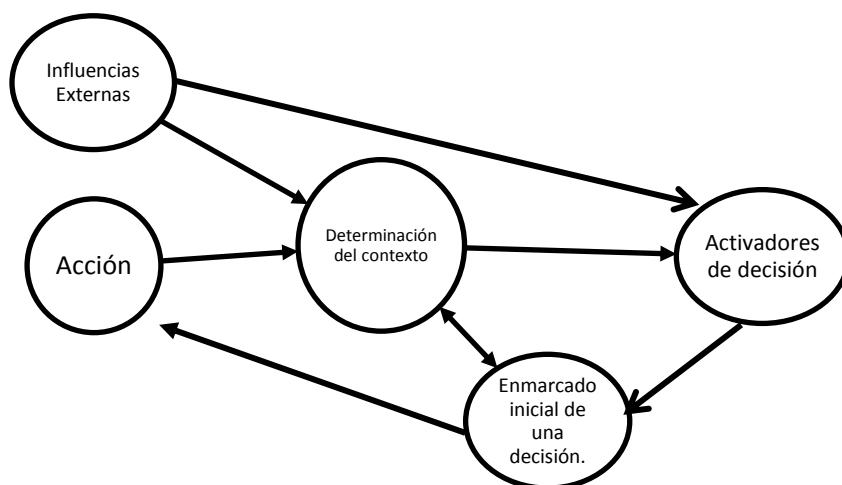 Influencias
Externas
Acción
Determinación
del contexto
Activadores
de decisión
Enmarcado
inicial de
una
decisión.